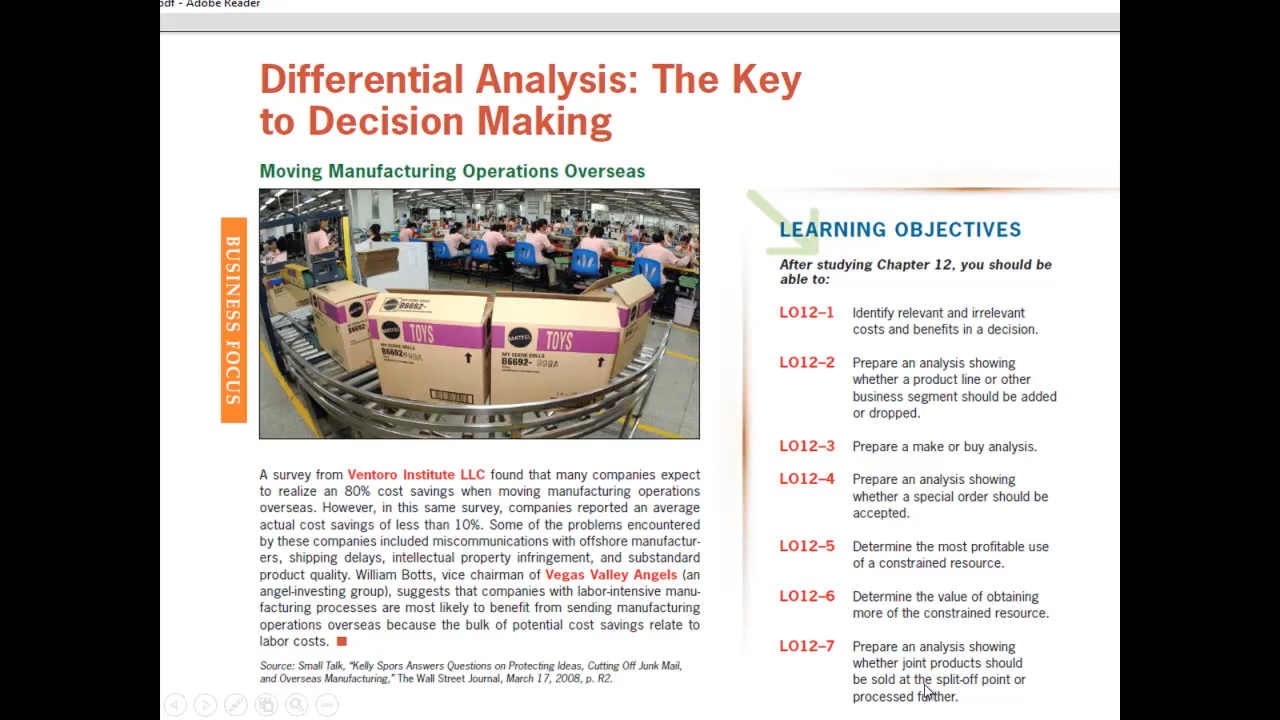 pdf - Adobe Reader
Differential Analysis: The Key
to Decision Making
Moving Manufacturing Operations Overseas
BUSINESS FOCUS
B6692-
TOYS
B6692-999A
MATTEL
TOYS
MY SCENE DOLLS
B6692-999A
A survey from Ventoro Institute LLC found that many companies expect
to realize an 80% cost savings when moving manufacturing operations
overseas. However, in this same survey, companies reported an average
actual cost savings of less than 10%. Some of the problems encountered
by these companies included miscommunications with offshore manufactur-
ers, shipping delays, intellectual property infringement, and substandard
product quality. William Botts, vice chairman of Vegas Valley Angels (an
angel-investing group), suggests that companies with labor-intensive manu-
facturing processes are most likely to benefit from sending manufacturing
operations overseas because the bulk of potential cost savings relate to
labor costs.
Source: Small Talk, “Kelly Spors Answers Questions on Protecting Ideas, Cutting Off Junk Mail,
and Overseas Manufacturing,” The Wall Street Journal, March 17, 2008, p. R2.
LEARNING OBJECTIVES
After studying Chapter 12, you should be
able to:
LO12–1 Identify relevant and irrelevant
costs and benefits in a decision.
LO12–2 Prepare an analysis showing
whether a product line or other
business segment should be added
or dropped.
LO12–3 Prepare a make or buy analysis.
LO12–4 Prepare an analysis showing
whether a special order should be
accepted.
LO12–5 Determine the most profitable use
of a constrained resource.
LO12–6 Determine the value of obtaining
more of the constrained resource.
LO12–7 Prepare an analysis showing
whether joint products should
be sold at the split-off point or
processed further.